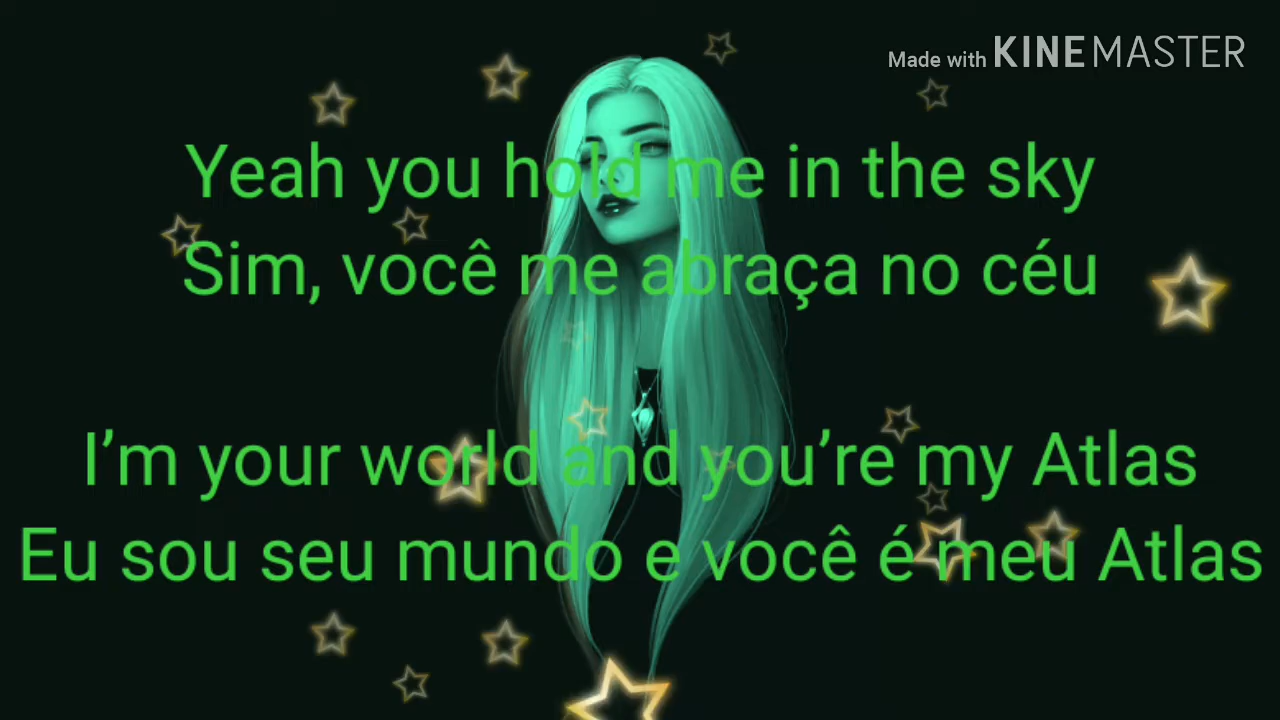 Made with KINEMASTER
Yeah you hold me in the sky
Sim, você me abraça no céu
I’m your world and you’re my Atlas
Eu sou seu mundo e você é meu Atlas